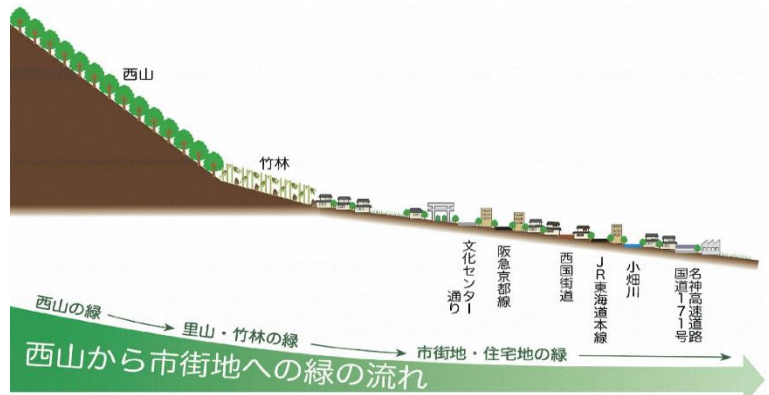 西山
竹林
文化センター
通り
阪急京都線
西国街道
JR東海道本線
小畑川
名神高速道路
国道171号
西山の緑
里山・竹林の緑
市街地・住宅地の緑
西山から市街地への緑の流れ